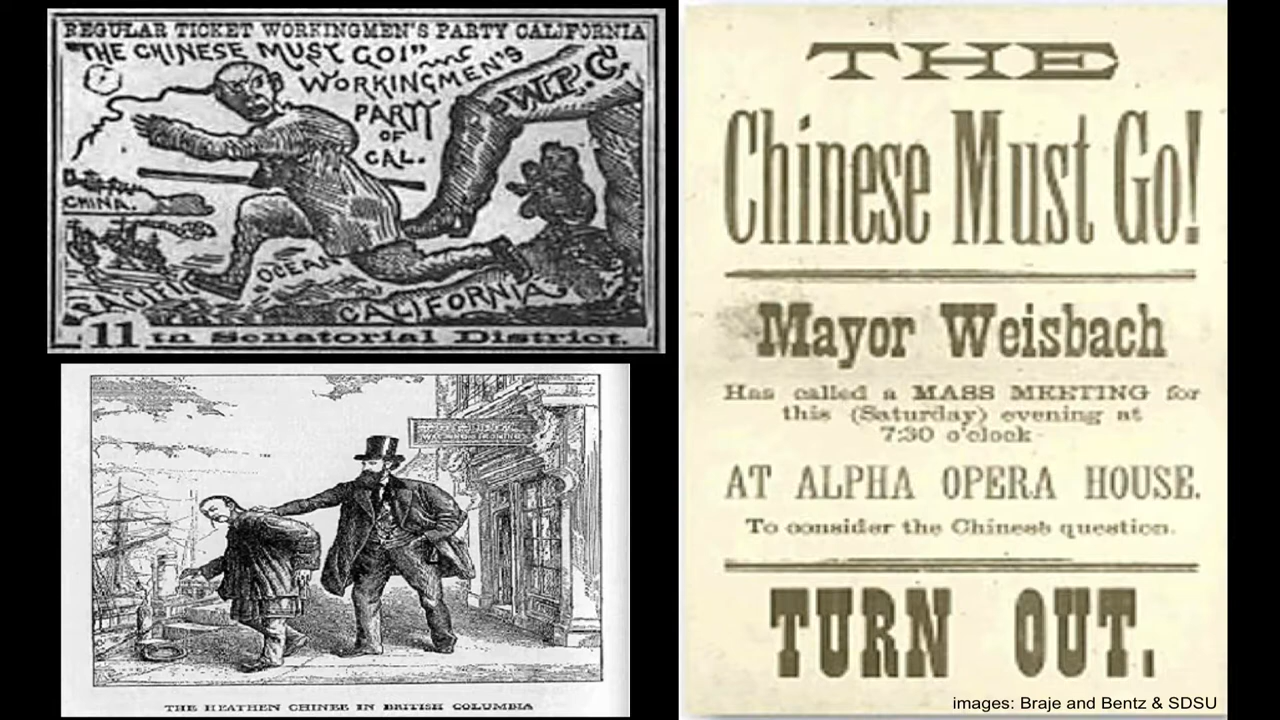 REGULAR TICKET WORKINGMEN'S PARTY CALIFORNIA
"THE CHINESE MUST GO!"
WORKINGMEN'S
PARTY
OF
CAL.
W.P.C.
CHINA.
PACIFIC
OCEAN
CALIFORNIA
11th Senatorial District.
THE HEATHEN CHINEE IN BRITISH COLUMBIA
THE
Chinese Must Go!
Mayor Weisbach
Has called a MASS MEETING for
this (Saturday) evening at
7:30 o'clock
AT ALPHA OPERA HOUSE.
To consider the Chinese question.
TURN OUT.
images: Braje and Bentz & SDSU